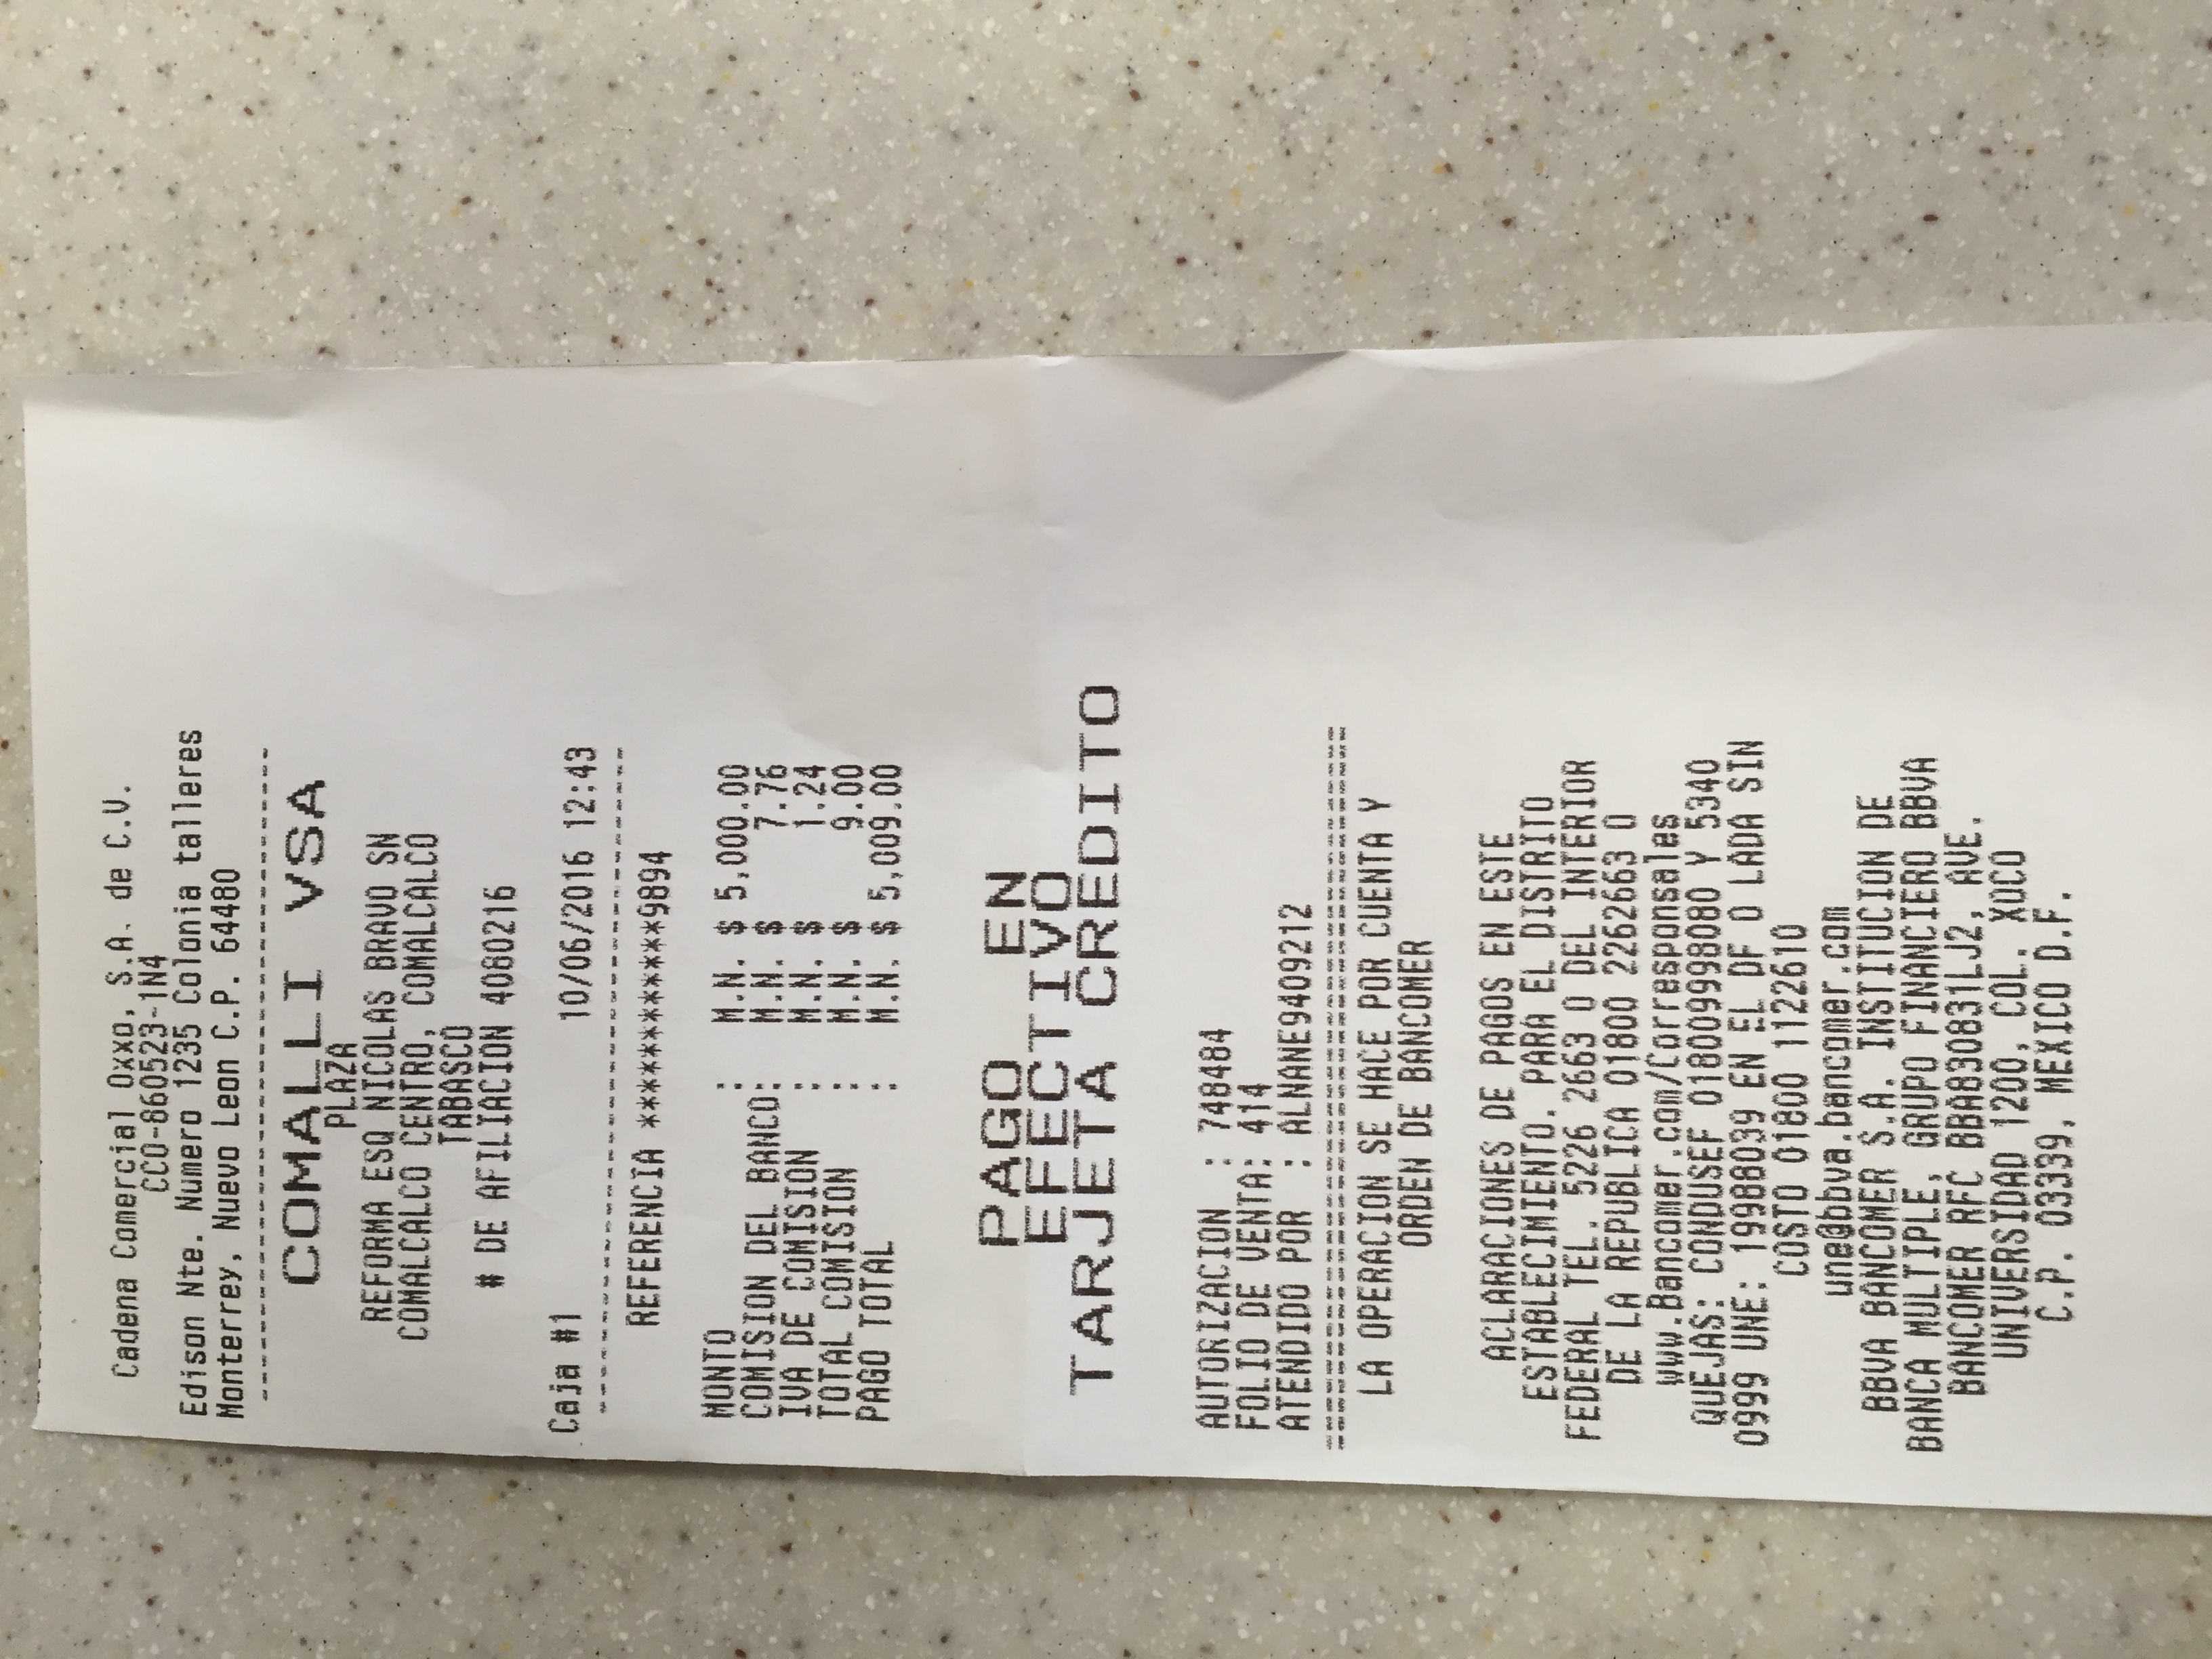 Cadena Comercial Oxxo, S.A. de C.V.
CCO-860523-1N4
Edison Nte. Numero 1235 Colonia talleres
Monterrey, Nuevo Leon C.P. 64480
----------------------------------------
COMALLI VSA
PLAZA
REFORMA ESQ NICOLAS BRAVO SN
COMALCALCO CENTRO, COMALCALCO
TABASCO
# DE AFILIACION 4080216
Caja #1 10/06/2016 12:43
----------------------------------------
REFERENCIA ************9894
MONTO : M.N. $ 5,000.00
COMISION DEL BANCO: M.N. $ 7.76
IVA DE COMISION : M.N. $ 1.24
TOTAL COMISION : M.N. $ 9.00
PAGO TOTAL : M.N. $ 5,009.00
PAGO EN
EFECTIVO
TARJETA CREDITO
AUTORIZACION : 748484
FOLIO DE VENTA: 414
ATENDIDO POR : ALNANE9409212
========================================
LA OPERACION SE HACE POR CUENTA Y
ORDEN DE BANCOMER
ACLARACIONES DE PAGOS EN ESTE
ESTABLECIMIENTO. PARA EL DISTRITO
FEDERAL TEL. 5226 2663 O DEL INTERIOR
DE LA REPUBLICA 01800 2262663 O
www.Bancomer.com/Corresponsales
QUEJAS: CONDUSEF 018009998080 Y 5340
0999 UNE: 19988039 EN EL DF O LADA SIN
COSTO 01800 1122610
une@bbva.bancomer.com
BBVA BANCOMER S.A. INSTITUCION DE
BANCA MULTIPLE, GRUPO FINANCIERO BBVA
BANCOMER RFC BBA830831LJ2, AVE.
UNIVERSIDAD 1200, COL. XOCO
C.P. 03339, MEXICO D.F.